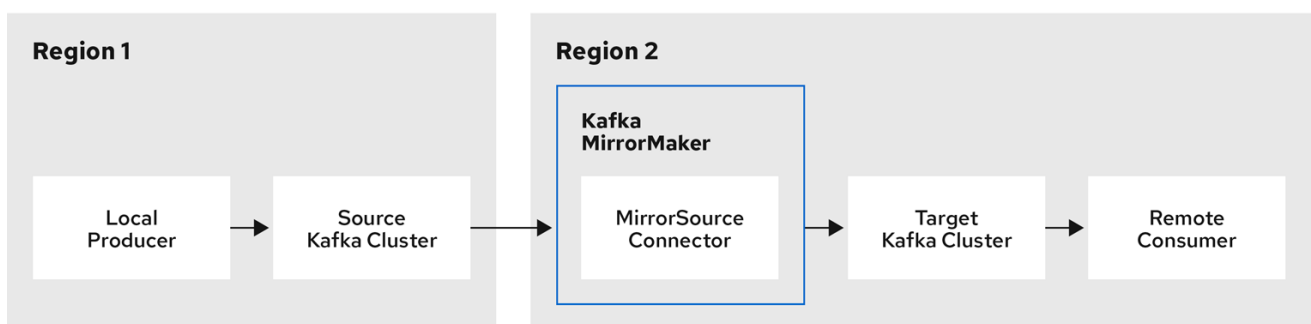 Region 1
Region 2
Kafka
MirrorMaker
Local
Producer
Source
Kafka Cluster
MirrorSource
Connector
Target
Kafka Cluster
Remote
Consumer